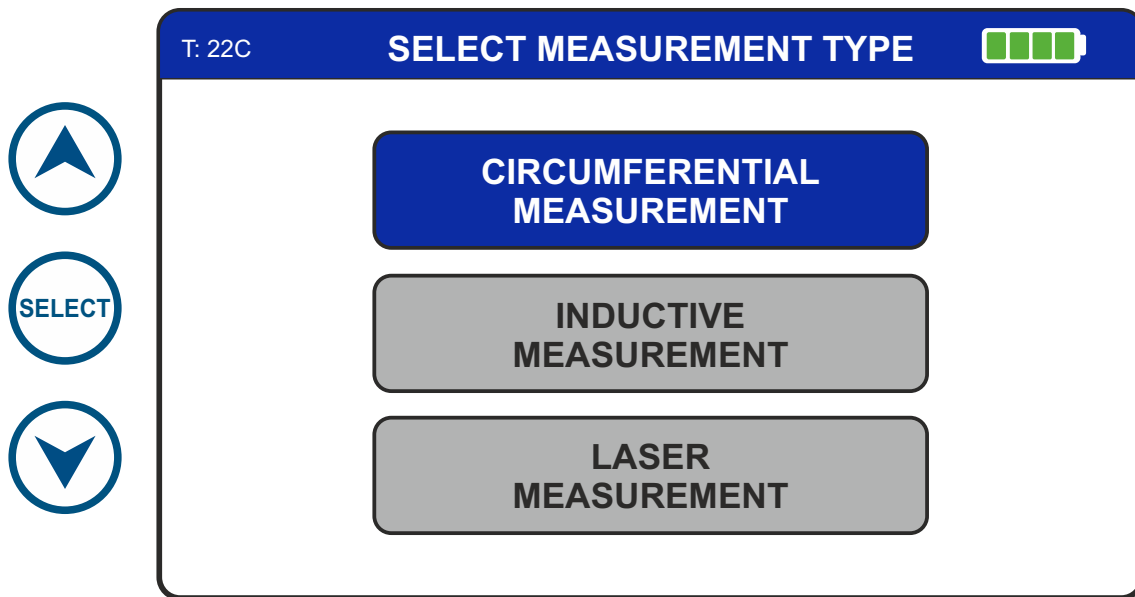 T: 22C
SELECT MEASUREMENT TYPE
CIRCUMFERENTIAL
MEASUREMENT
SELECT
INDUCTIVE
MEASUREMENT
LASER
MEASUREMENT